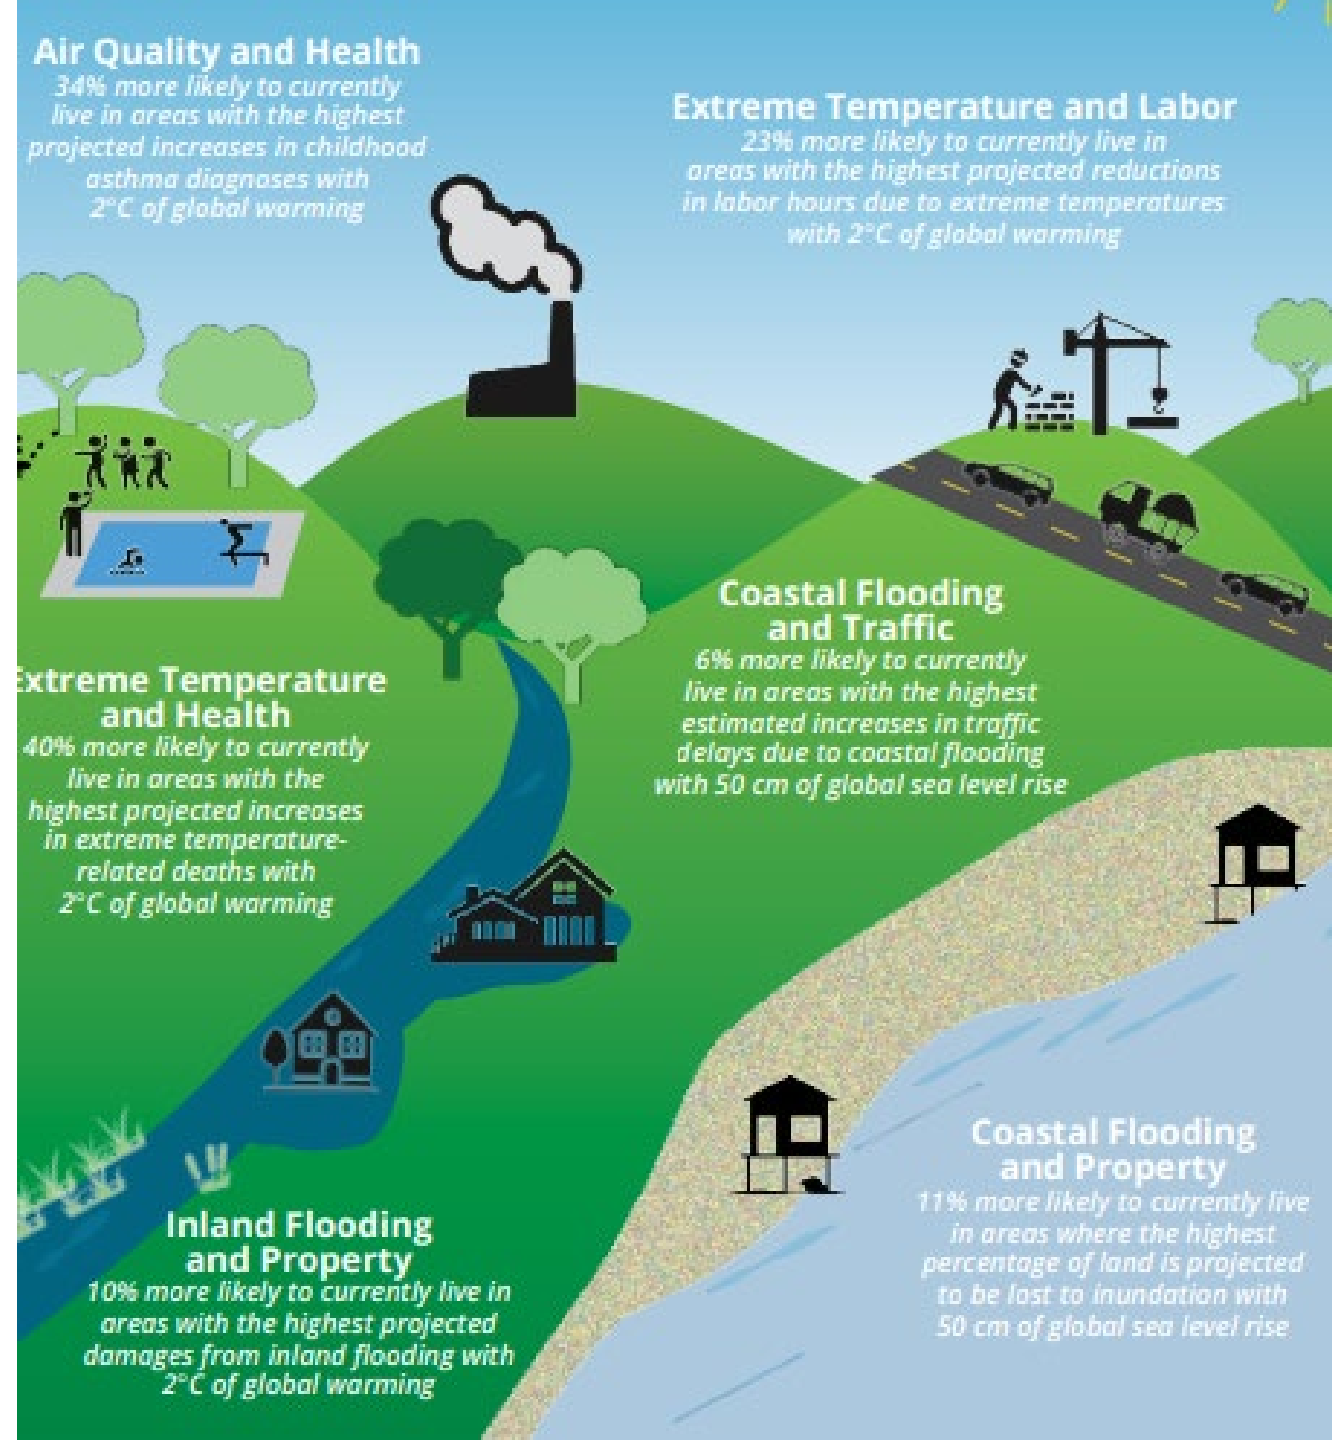 Air Quality and Health
34% more likely to currently
live in areas with the highest
projected increases in childhood
asthma diagnoses with
2°C of global warming
Extreme Temperature and Labor
23% more likely to currently live in
areas with the highest projected reductions
in labor hours due to extreme temperatures
with 2°C of global warming
Coastal Flooding
and Traffic
6% more likely to currently
live in areas with the highest
estimated increases in traffic
delays due to coastal flooding
with 50 cm of global sea level rise
Extreme Temperature
and Health
40% more likely to currently
live in areas with the
highest projected increases
in extreme temperature-
related deaths with
2°C of global warming
Coastal Flooding
and Property
11% more likely to currently live
in areas where the highest
percentage of land is projected
to be lost to inundation with
50 cm of global sea level rise
Inland Flooding
and Property
10% more likely to currently live in
areas with the highest projected
damages from inland flooding with
2°C of global warming